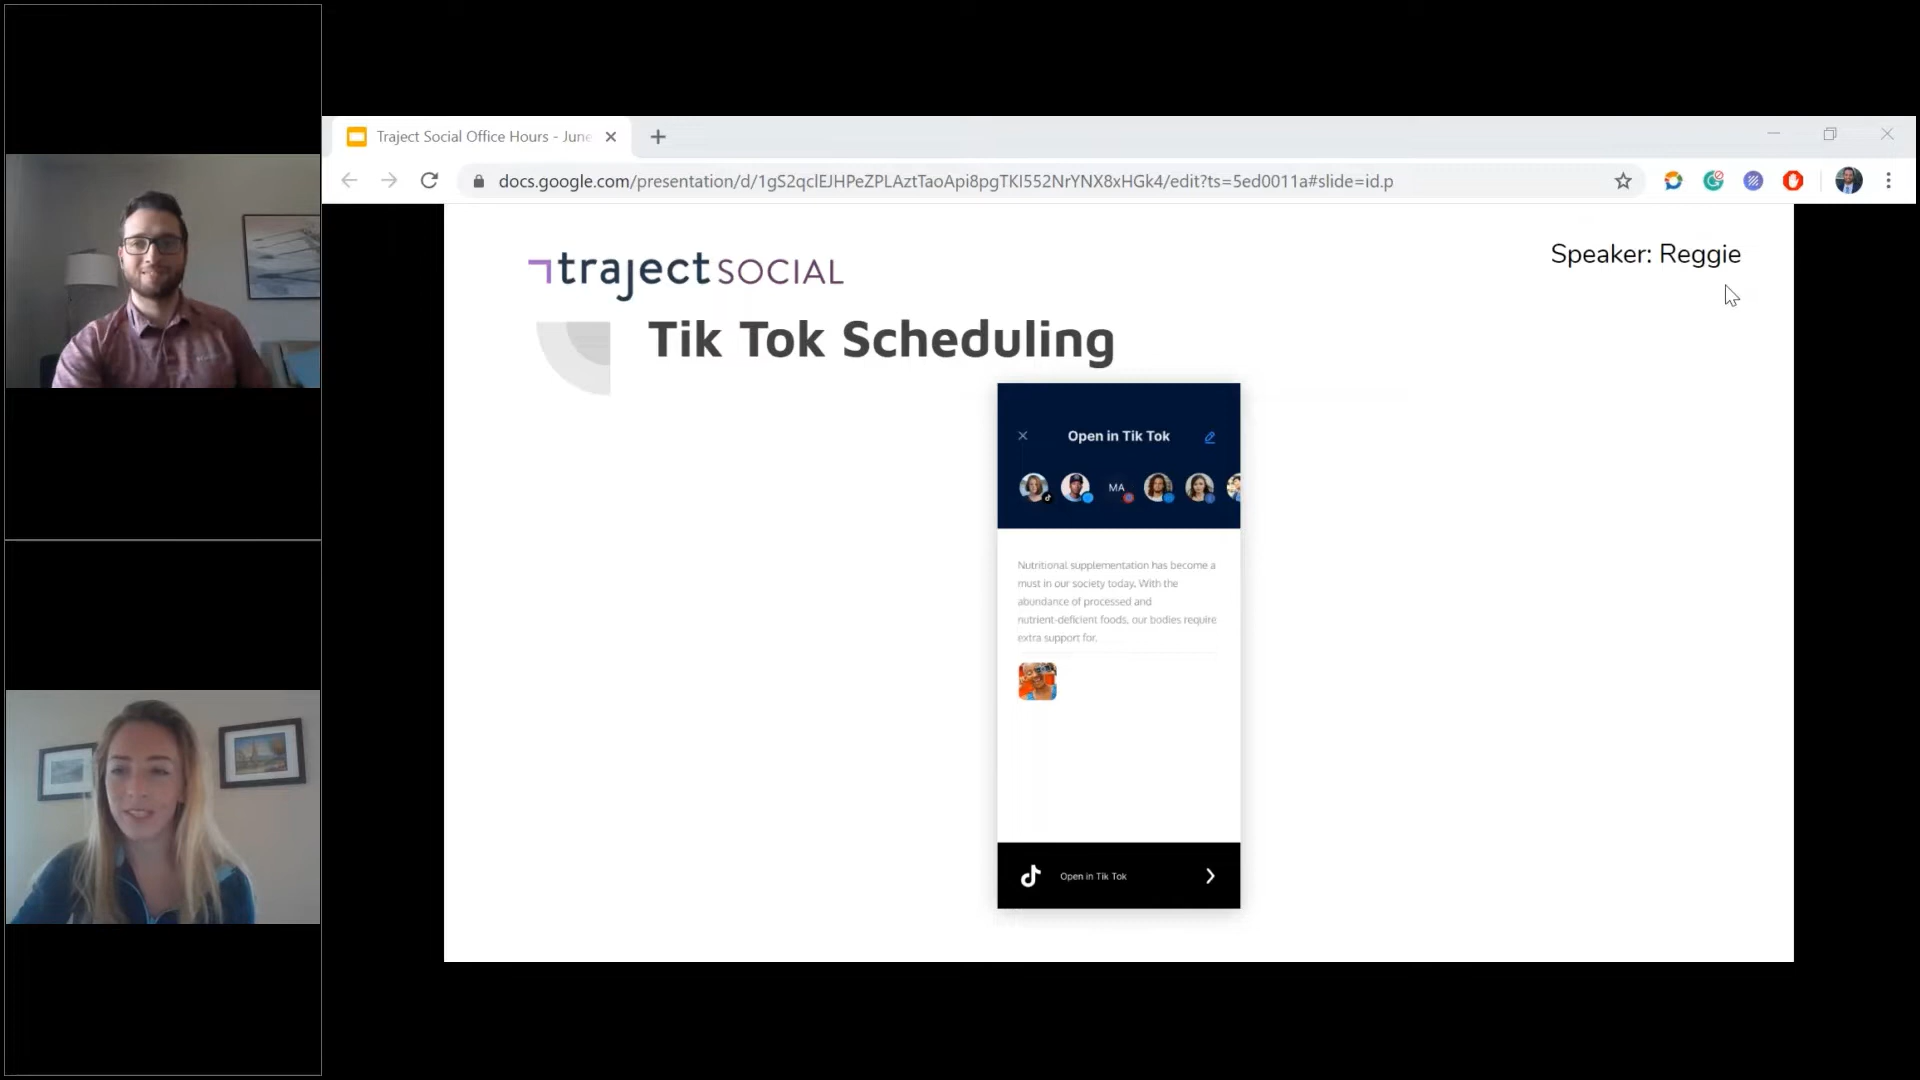 Traject Social Office Hours - June
docs.google.com/presentation/d/1gS2qclEJHPeZPLAztTaoApi8pgTKI552NrYNX8xHGk4/edit?ts=5ed0011a#slide=id.p
Speaker: Reggie
traject SOCIAL
Tik Tok Scheduling
Open in Tik Tok
MA
Nutritional supplementation has become a
must in our society today. With the
abundance of processed and
nutrient-deficient foods, our bodies require
extra support for.
Open in Tik Tok